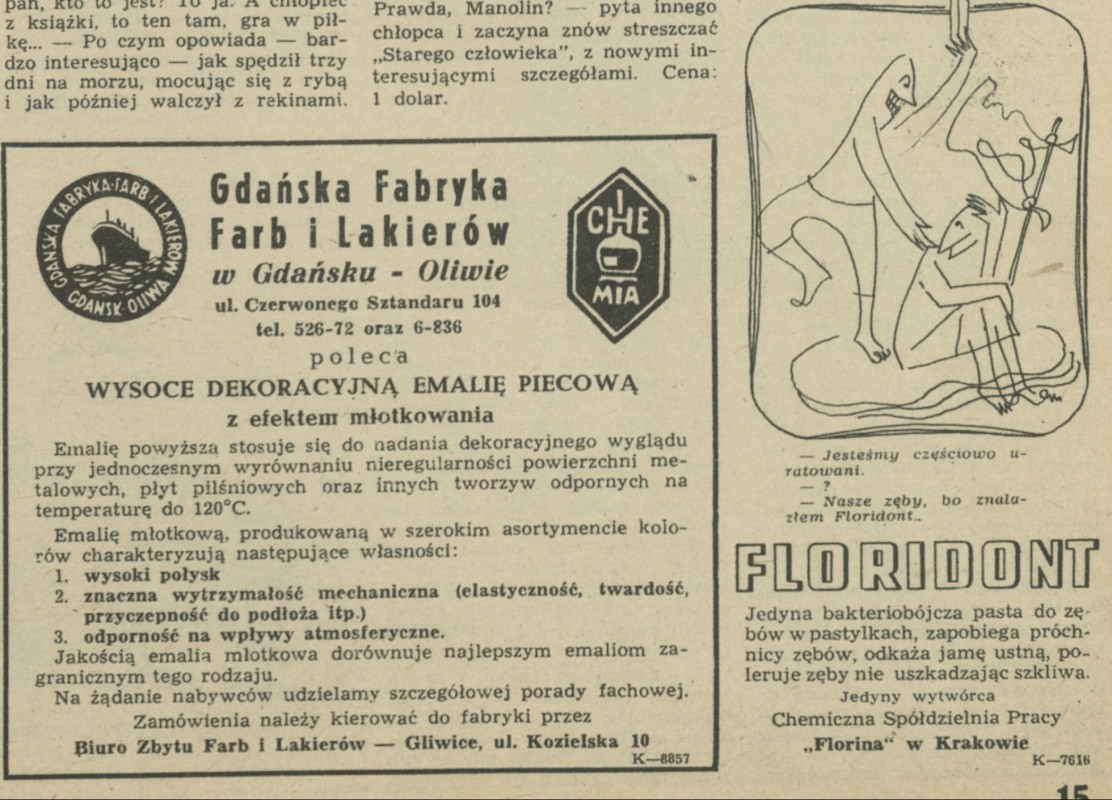 pan, kto to jest? To ja. A chłopiec
z książki, to ten tam, gra w pił-
kę... — Po czym opowiada — bar-
dzo interesująco — jak spędził trzy
dni na morzu, mocując się z rybą
i jak później walczył z rekinami.
Prawda, Manolin? — pyta innego
chłopca i zaczyna znów streszczać
„Starego człowieka”, z nowymi in-
teresującymi szczegółami. Cena:
1 dolar.
GDAŃSKA FABRYKA FARB I LAKIERÓW
GDAŃSK-OLIWA
Gdańska Fabryka
Farb i Lakierów
w Gdańsku - Oliwie
ul. Czerwonego Sztandaru 104
tel. 526-72 oraz 6-836
CHE
MIA
poleca
WYSOCE DEKORACYJNĄ EMALIĘ PIECOWĄ
z efektem młotkowania
Emalię powyższą stosuje się do nadania dekoracyjnego wyglądu
przy jednoczesnym wyrównaniu nieregularności powierzchni me-
talowych, płyt pilśniowych oraz innych tworzyw odpornych na
temperaturę do 120°C.
Emalię młotkową, produkowaną w szerokim asortymencie kolo-
rów charakteryzują następujące własności:
1. wysoki połysk
2. znaczna wytrzymałość mechaniczna (elastyczność, twardość,
przyczepność do podłoża itp.)
3. odporność na wpływy atmosferyczne.
Jakością emalia młotkowa dorównuje najlepszym emaliom za-
granicznym tego rodzaju.
Na żądanie nabywców udzielamy szczegółowej porady fachowej.
Zamówienia należy kierować do fabryki przez
Biuro Zbytu Farb i Lakierów — Gliwice, ul. Kozielska 10
K—8857
— Jesteśmy częściowo u-
ratowani.
— ?
— Nasze zęby, bo znala-
złem Floridont..
FLORIDONT
Jedyna bakteriobójcza pasta do zę-
bów w pastylkach, zapobiega próch-
nicy zębów, odkaża jamę ustną, po-
leruje zęby nie uszkadzając szkliwa.
Jedyny wytwórca
Chemiczna Spółdzielnia Pracy
„Florina” w Krakowie
K—7616
15